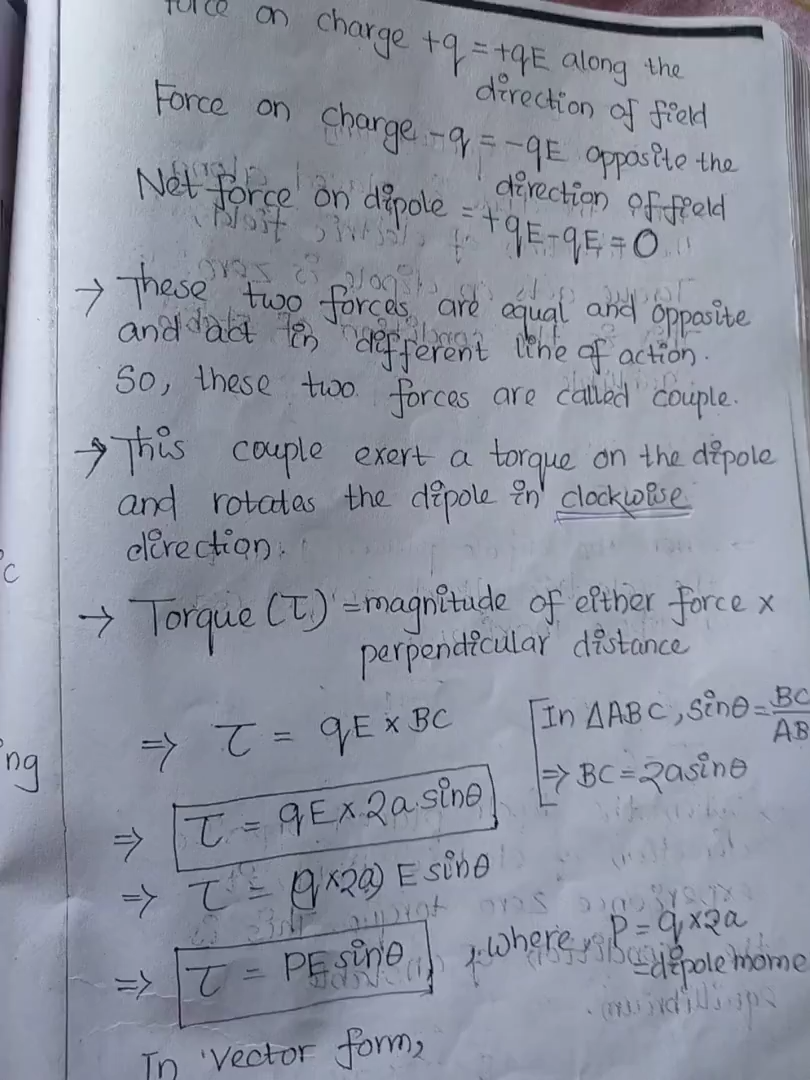 force on charge +q = +qE along the
direction of field
Force on charge -q = -qE opposite the
direction of field
Net force on dipole = +qE-qE = 0
→ These two forces are equal and opposite
and act in different line of action.
So, these two forces are called couple.
→ This couple exert a torque on the dipole
and rotates the dipole in clockwise
direction.
→ Torque (τ) = magnitude of either force ×
perpendicular distance
⇒ τ = qE × BC
[In ΔABC, sinθ = BC/AB
⇒ BC = 2asinθ
⇒ τ = qE × 2a sinθ
⇒ τ = (q×2a) E sinθ
⇒ τ = PE sinθ, where, P = q×2a
= dipole mome
In vector form,
ng